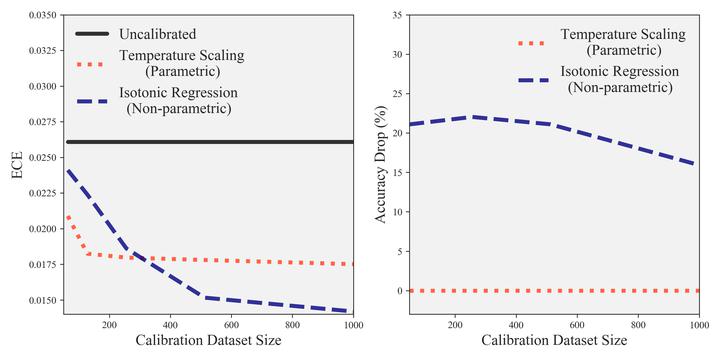 0.0350
0.0325
0.0300
0.0275
0.0250
0.0225
0.0200
0.0175
0.0150
ECE
Uncalibrated
Temperature Scaling
(Parametric)
Isotonic Regression
(Non-parametric)
200
400
600
800
1000
Calibration Dataset Size
35
30
25
20
15
10
5
0
Accuracy Drop (%)
Temperature Scaling
(Parametric)
Isotonic Regression
(Non-parametric)
200
400
600
800
1000
Calibration Dataset Size